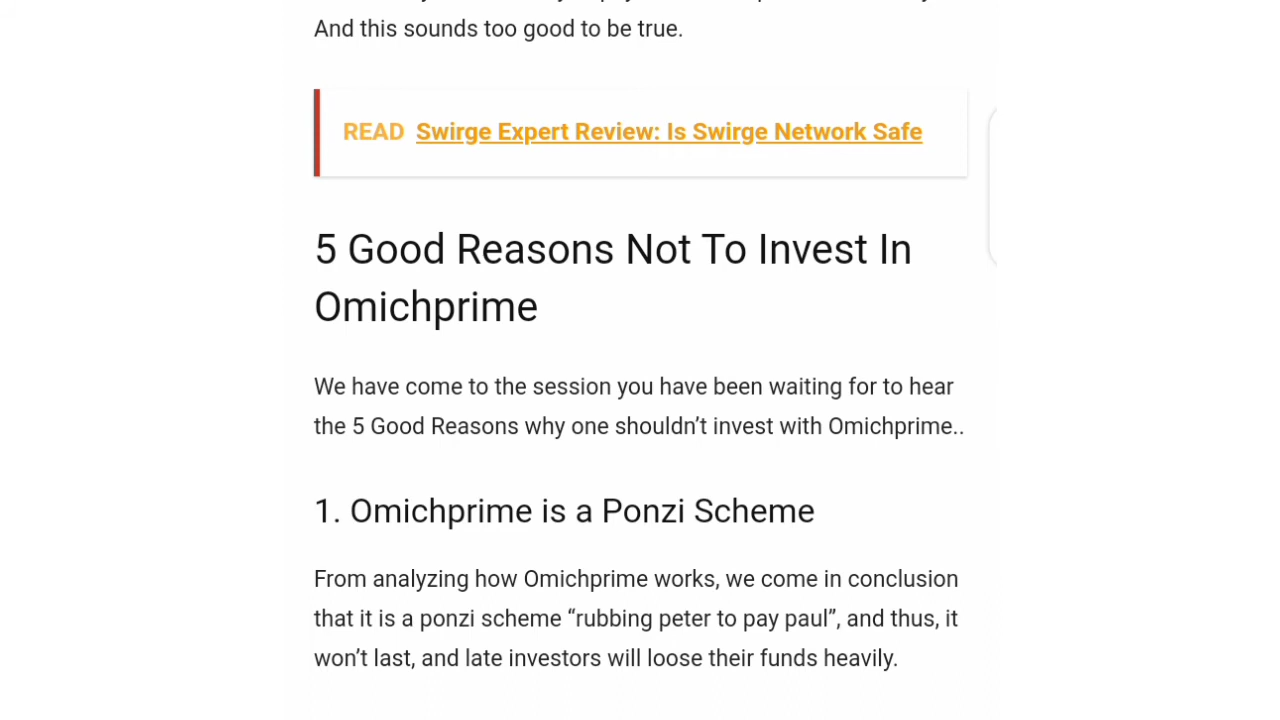 And this sounds too good to be true.
READ Swirge Expert Review: Is Swirge Network Safe
5 Good Reasons Not To Invest In
Omichprime
We have come to the session you have been waiting for to hear
the 5 Good Reasons why one shouldn’t invest with Omichprime..
1. Omichprime is a Ponzi Scheme
From analyzing how Omichprime works, we come in conclusion
that it is a ponzi scheme “rubbing peter to pay paul”, and thus, it
won’t last, and late investors will loose their funds heavily.